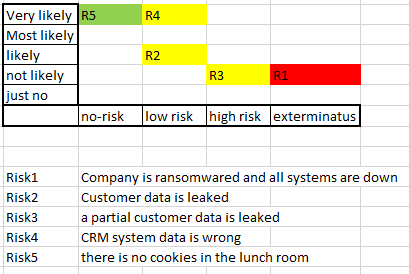 Very likely R5 R4
Most likely
likely R2
not likely R3 R1
just no
no-risk low risk high risk exterminatus
Risk1 Company is ransomwared and all systems are down
Risk2 Customer data is leaked
Risk3 a partial customer data is leaked
Risk4 CRM system data is wrong
Risk5 there is no cookies in the lunch room